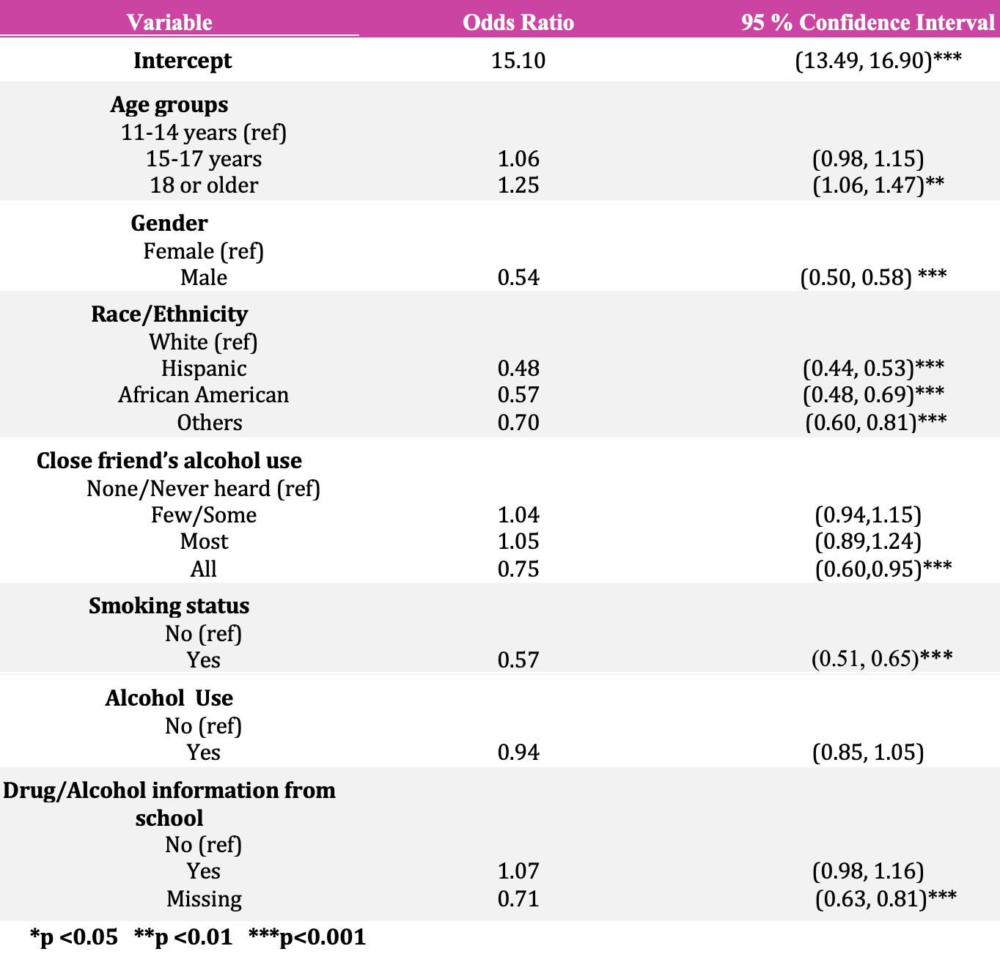 Variable Odds Ratio 95 % Confidence Interval
Intercept 15.10 (13.49, 16.90)***
Age groups
11-14 years (ref)
15-17 years 1.06 (0.98, 1.15)
18 or older 1.25 (1.06, 1.47)**
Gender
Female (ref)
Male 0.54 (0.50, 0.58) ***
Race/Ethnicity
White (ref)
Hispanic 0.48 (0.44, 0.53)***
African American 0.57 (0.48, 0.69)***
Others 0.70 (0.60, 0.81)***
Close friend’s alcohol use
None/Never heard (ref)
Few/Some 1.04 (0.94,1.15)
Most 1.05 (0.89,1.24)
All 0.75 (0.60,0.95)***
Smoking status
No (ref)
Yes 0.57 (0.51, 0.65)***
Alcohol  Use
No (ref)
Yes 0.94 (0.85, 1.05)
Drug/Alcohol information from
school
No (ref)
Yes 1.07 (0.98, 1.16)
Missing 0.71 (0.63, 0.81)***
*p <0.05 **p <0.01 ***p<0.001